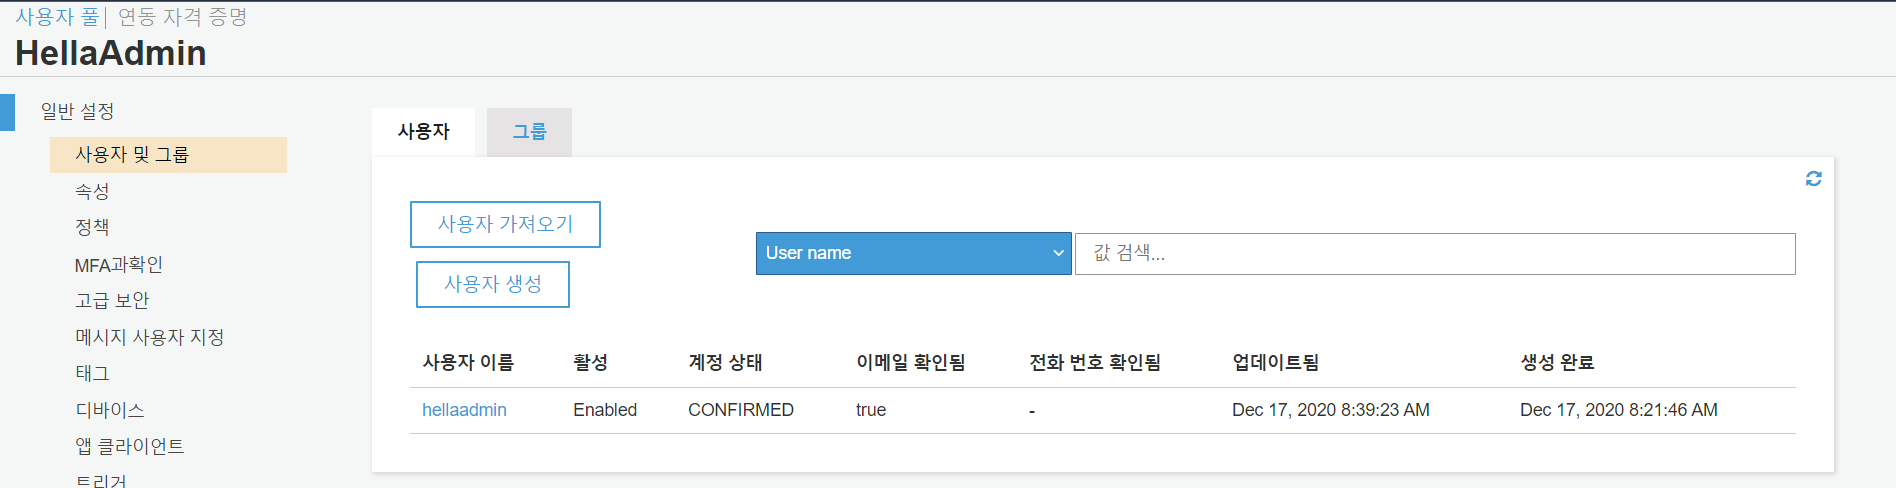 사용자 풀 | 연동 자격 증명
HellaAdmin
일반 설정
사용자 및 그룹
속성
정책
MFA과확인
고급 보안
메시지 사용자 지정
태그
디바이스
앱 클라이언트
트리거
사용자 그룹
사용자 가져오기
사용자 생성
User name 값 검색...
사용자 이름 활성 계정 상태 이메일 확인됨 전화 번호 확인됨 업데이트됨 생성 완료
hellaadmin Enabled CONFIRMED true - Dec 17, 2020 8:39:23 AM Dec 17, 2020 8:21:46 AM